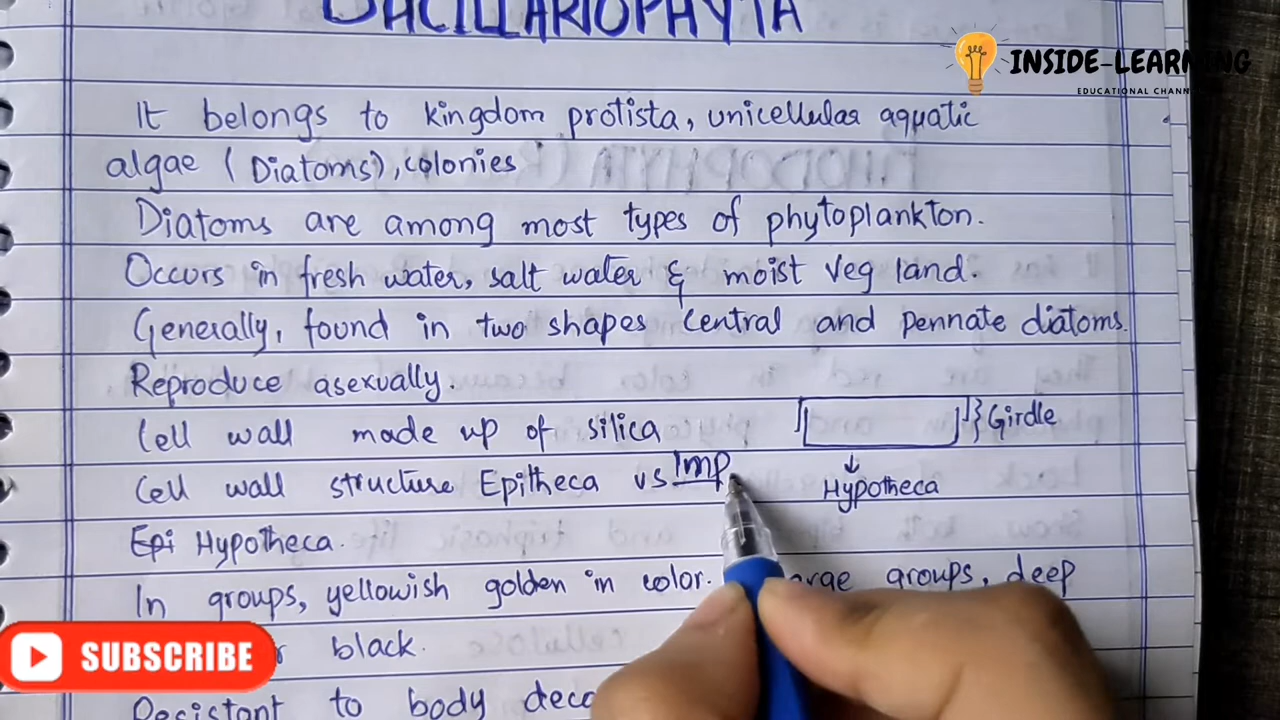 BACILLARIOPHYTA
INSIDE-LEARNING
EDUCATIONAL CHANN
It belongs to kingdom protista, unicellular aquatic
algae (Diatoms), colonies
Diatoms are among most types of phytoplankton.
Occurs in fresh water, salt water & moist veg land.
Generally, found in two shapes central and pennate diatoms.
Reproduce asexually.
Cell wall made up of silica
Girdle
Cell wall structure Epitheca vs Imp
Hypotheca
Epi Hypotheca.
In groups, yellowish golden in color. groups, deep
black.
SUBSCRIBE
Resistant to body